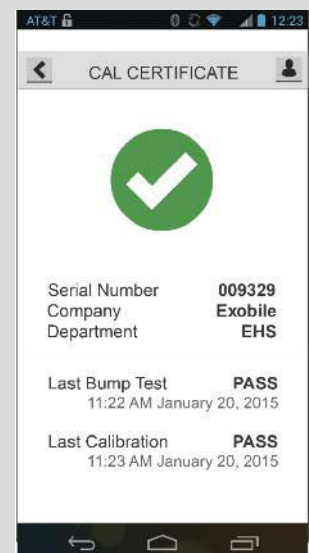 AT&T 12:23
CAL CERTIFICATE
Serial Number 009329
Company Exobile
Department EHS
Last Bump Test PASS
11:22 AM January 20, 2015
Last Calibration PASS
11:23 AM January 20, 2015